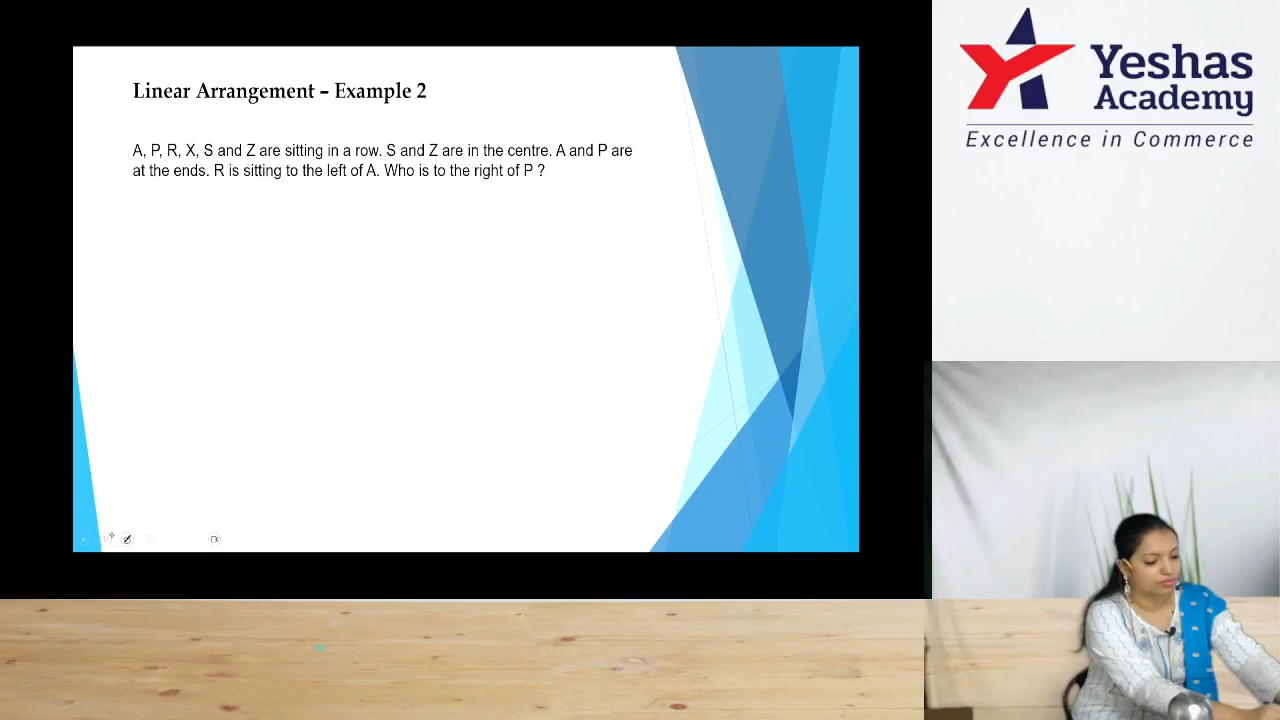 Linear Arrangement – Example 2
A, P, R, X, S and Z are sitting in a row. S and Z are in the centre. A and P are
at the ends. R is sitting to the left of A. Who is to the right of P ?
Yeshas
Academy
Excellence in Commerce